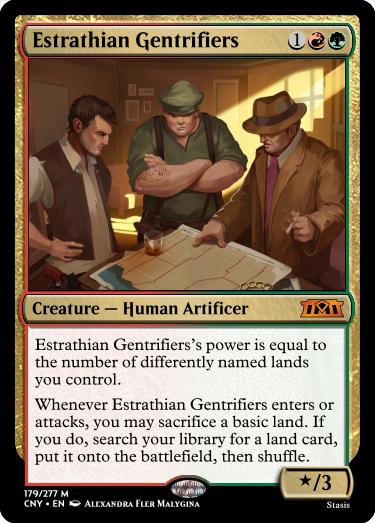 Estrathian Gentrifiers 1
Creature — Human Artificer
Estrathian Gentrifiers's power is equal to
the number of differently named lands
you control.
Whenever Estrathian Gentrifiers enters or
attacks, you may sacrifice a basic land. If
you do, search your library for a land card,
put it onto the battlefield, then shuffle.
★/3
179/277 M
CNY • EN ALEXANDRA FLER MALYGINA
Stasis